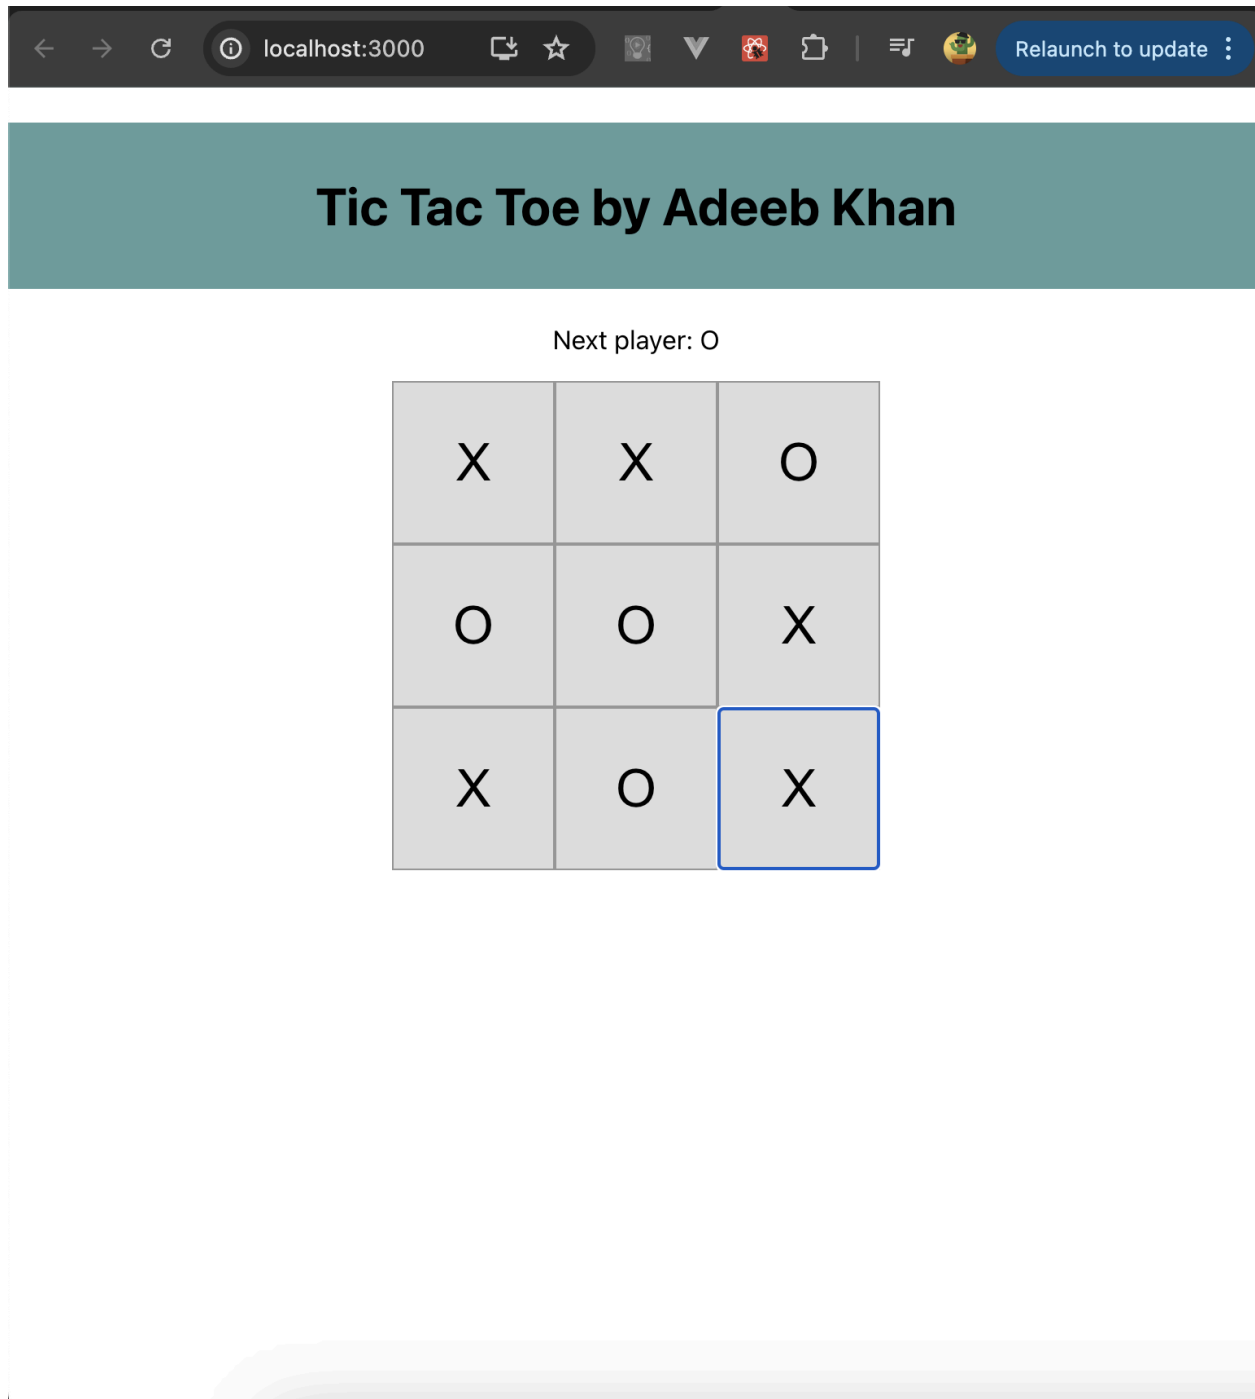 localhost:3000
Relaunch to update
Tic Tac Toe by Adeeb Khan
Next player: O
X X O
O O X
X O X